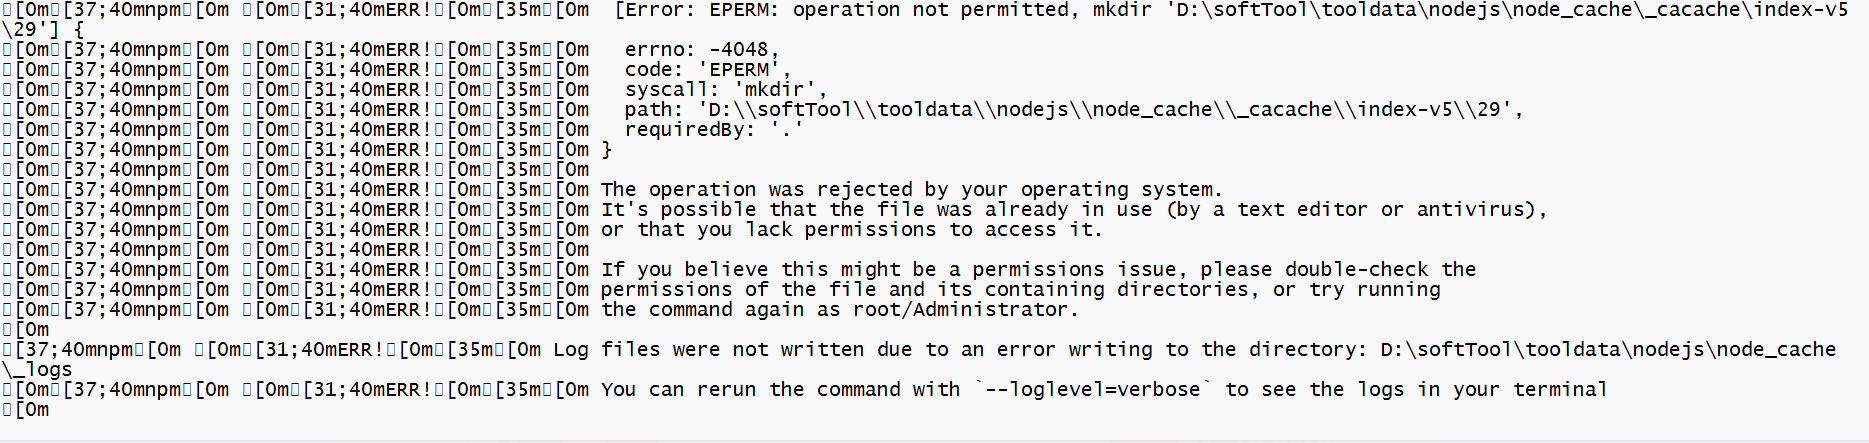 [0m[37;40mnpm[0m [0m[31;40mERR![0m[35m[0m  [Error: EPERM: operation not permitted, mkdir 'D:\softTool\tooldata\nodejs\node_cache\_cacache\index-v5
\29'] {
[0m[37;40mnpm[0m [0m[31;40mERR![0m[35m[0m   errno: -4048,
[0m[37;40mnpm[0m [0m[31;40mERR![0m[35m[0m   code: 'EPERM',
[0m[37;40mnpm[0m [0m[31;40mERR![0m[35m[0m   syscall: 'mkdir',
[0m[37;40mnpm[0m [0m[31;40mERR![0m[35m[0m   path: 'D:\\softTool\\tooldata\\nodejs\\node_cache\\_cacache\\index-v5\\29',
[0m[37;40mnpm[0m [0m[31;40mERR![0m[35m[0m   requiredBy: '.'
[0m[37;40mnpm[0m [0m[31;40mERR![0m[35m[0m }
[0m[37;40mnpm[0m [0m[31;40mERR![0m[35m[0m
[0m[37;40mnpm[0m [0m[31;40mERR![0m[35m[0m The operation was rejected by your operating system.
[0m[37;40mnpm[0m [0m[31;40mERR![0m[35m[0m It's possible that the file was already in use (by a text editor or antivirus),
[0m[37;40mnpm[0m [0m[31;40mERR![0m[35m[0m or that you lack permissions to access it.
[0m[37;40mnpm[0m [0m[31;40mERR![0m[35m[0m
[0m[37;40mnpm[0m [0m[31;40mERR![0m[35m[0m If you believe this might be a permissions issue, please double-check the
[0m[37;40mnpm[0m [0m[31;40mERR![0m[35m[0m permissions of the file and its containing directories, or try running
[0m[37;40mnpm[0m [0m[31;40mERR![0m[35m[0m the command again as root/Administrator.
[0m
[37;40mnpm[0m [0m[31;40mERR![0m[35m[0m Log files were not written due to an error writing to the directory: D:\softTool\tooldata\nodejs\node_cache
\_logs
[0m[37;40mnpm[0m [0m[31;40mERR![0m[35m[0m You can rerun the command with `--loglevel=verbose` to see the logs in your terminal
[0m